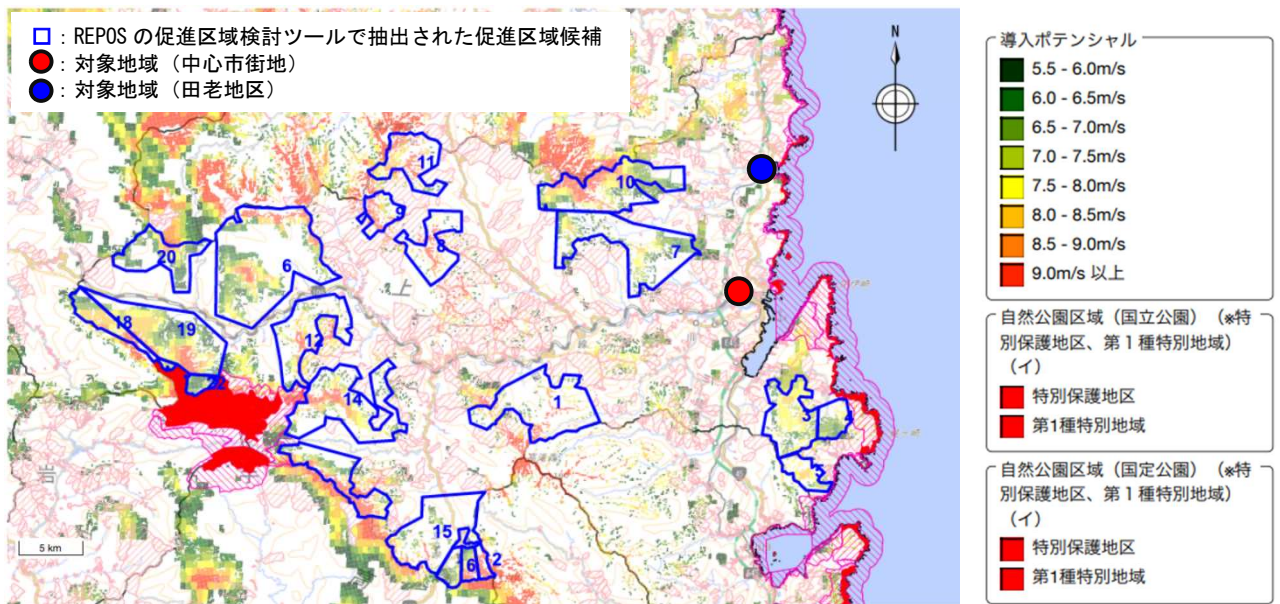 □ : REPOS の促進区域検討ツールで抽出された促進区域候補
● : 対象地域（中心市街地）
● : 対象地域（田老地区）
N
11
10
9
8
7
20
6
上
18
19
12
22
14
1
3
4
岩
15
7
6
2
5 km
導入ポテンシャル
5.5 - 6.0m/s
6.0 - 6.5m/s
6.5 - 7.0m/s
7.0 - 7.5m/s
7.5 - 8.0m/s
8.0 - 8.5m/s
8.5 - 9.0m/s
9.0m/s 以上
自然公園区域（国立公園）（※特
別保護地区、第１種特別地域）
（イ）
特別保護地区
第1種特別地域
自然公園区域（国定公園）（※特
別保護地区、第１種特別地域）
（イ）
特別保護地区
第1種特別地域